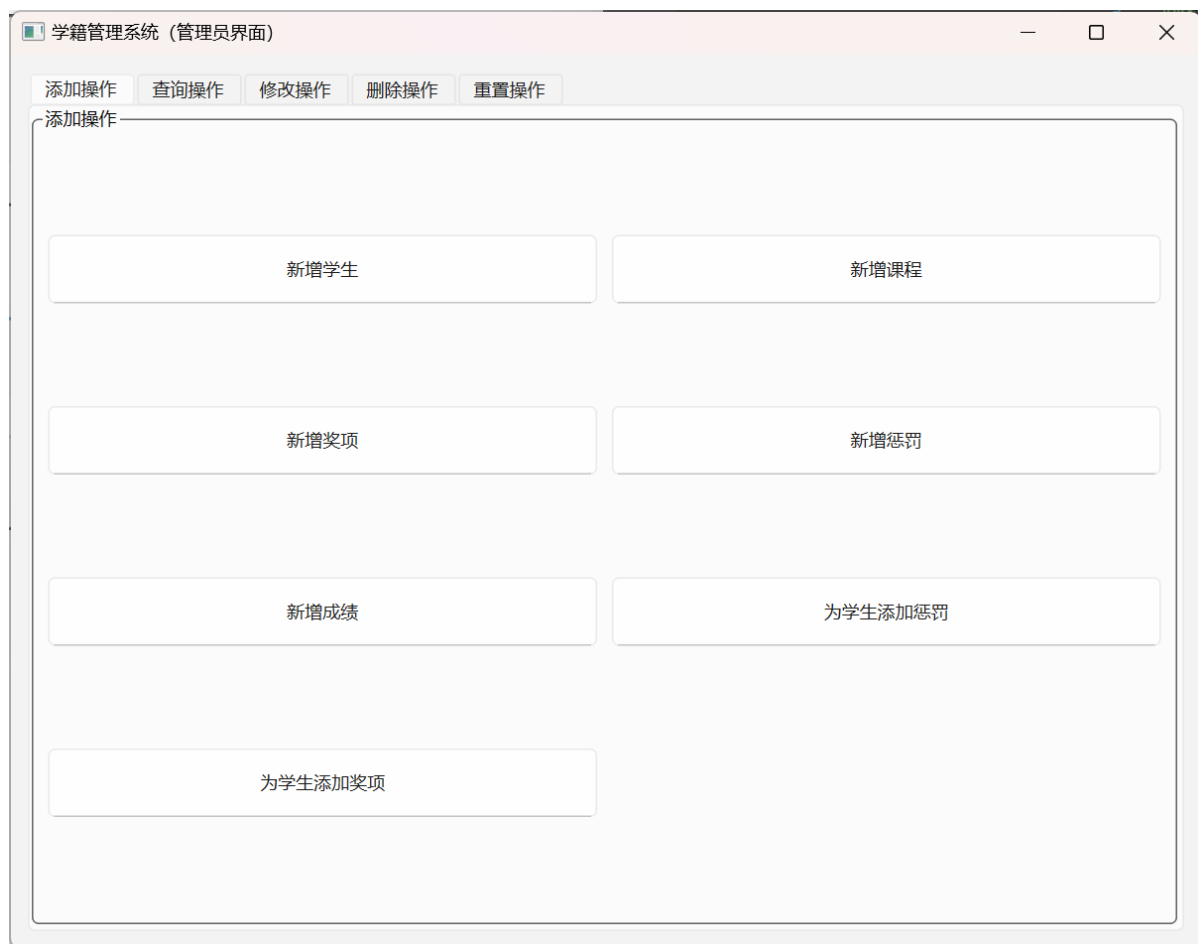 学籍管理系统（管理员界面）
添加操作 查询操作 修改操作 删除操作 重置操作
添加操作
新增学生 新增课程
新增奖项 新增惩罚
新增成绩 为学生添加惩罚
为学生添加奖项